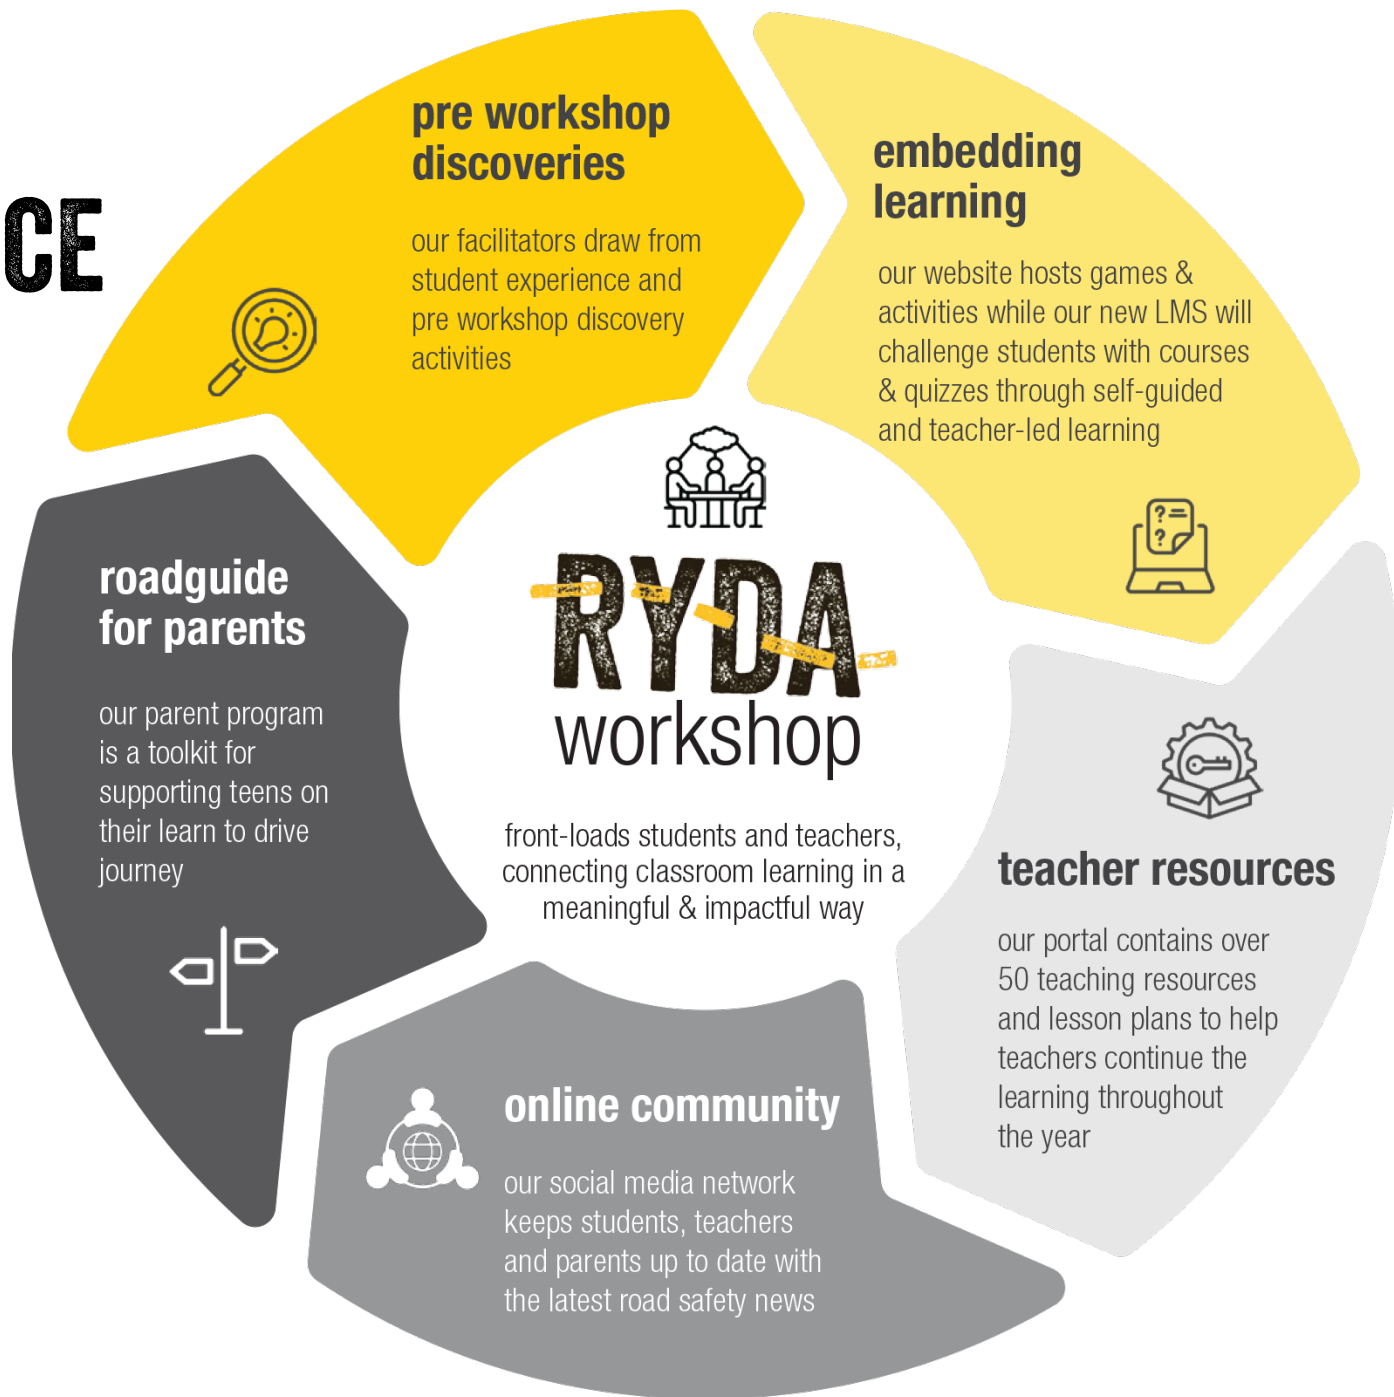 CE
pre workshop
discoveries
our facilitators draw from
student experience and
pre workshop discovery
activities
embedding
learning
our website hosts games &
activities while our new LMS will
challenge students with courses
& quizzes through self-guided
and teacher-led learning
teacher resources
our portal contains over
50 teaching resources
and lesson plans to help
teachers continue the
learning throughout
the year
online community
our social media network
keeps students, teachers
and parents up to date with
the latest road safety news
roadguide
for parents
our parent program
is a toolkit for
supporting teens on
their learn to drive
journey
RYDA
workshop
front-loads students and teachers,
connecting classroom learning in a
meaningful & impactful way